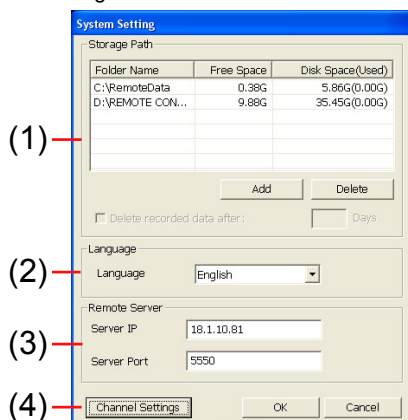 System Setting
Storage Path
Folder Name Free Space Disk Space(Used)
C:\RemoteData 0.38G 5.86G(0.00G)
D:\REMOTE CON... 9.88G 35.45G(0.00G)
(1)
Add Delete
Delete recorded data after: Days
Language
(2) Language English
Remote Server
Server IP 18.1.10.81
(3)
Server Port 5550
(4) Channel Settings OK Cancel